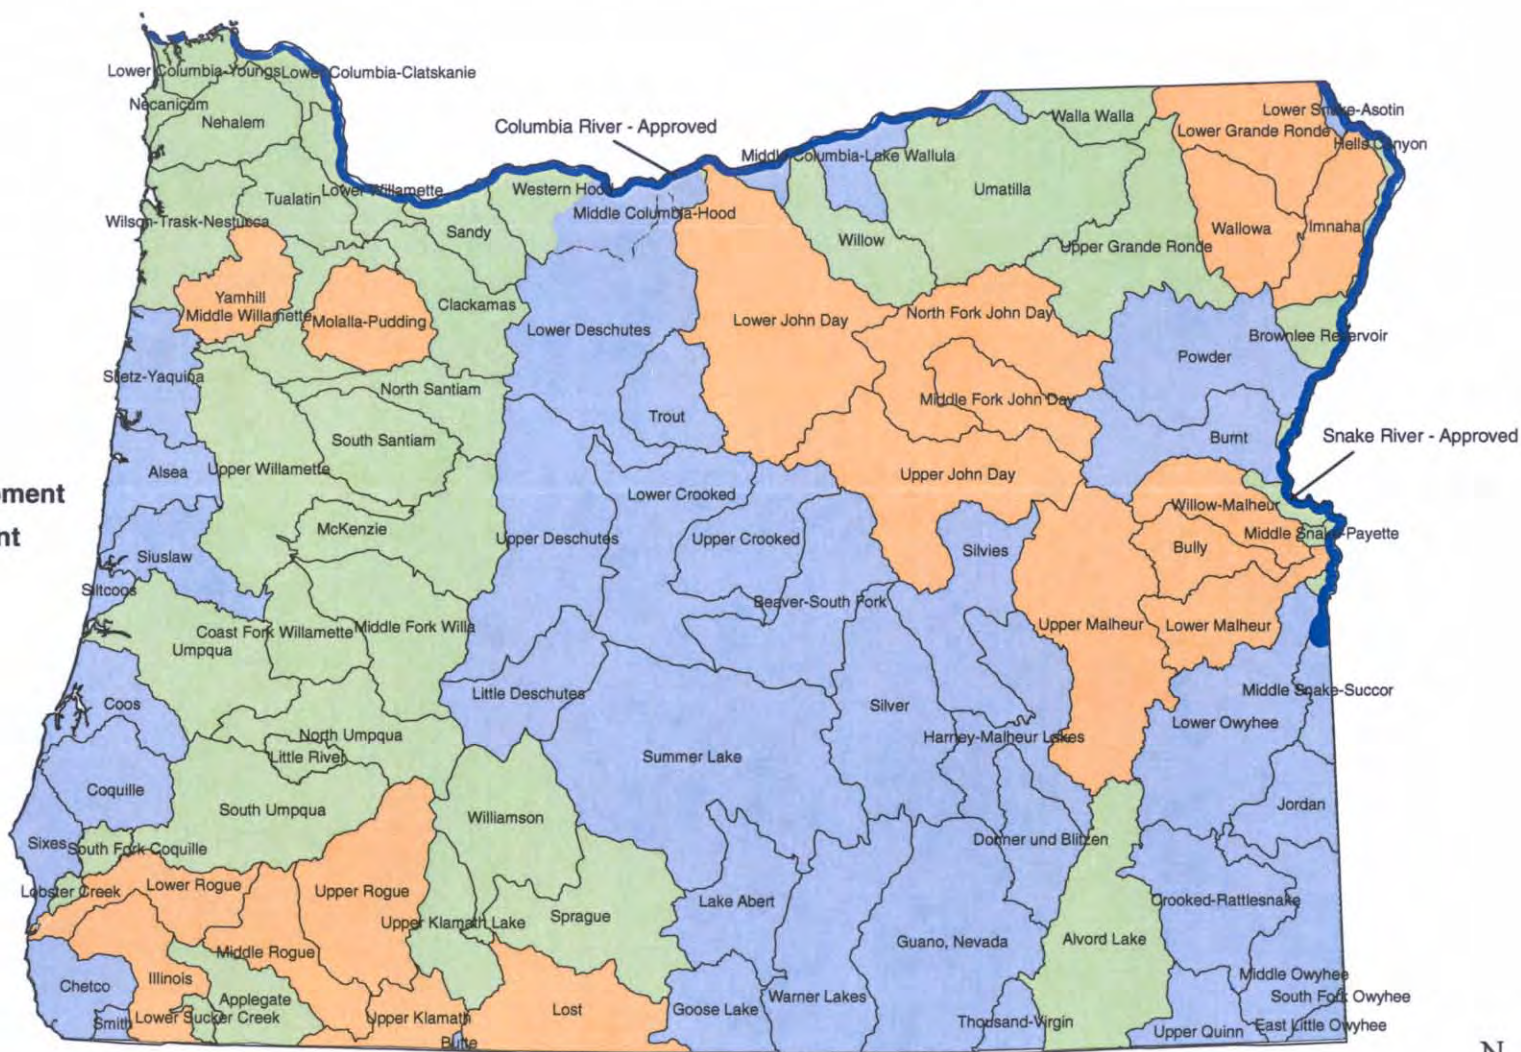 Lower Columbia-Youngs
Lower Columbia-Clatskanie
Necanicum
Nehalem
Columbia River - Approved
Walla Walla
Lower Snake-Asotin
Lower Grande Ronde
Hells Canyon
Middle Columbia-Lake Wallula
Tualatin
Lower Willamette
Western Hood
Umatilla
Wilson-Trask-Nestucca
Sandy
Middle Columbia-Hood
Willow
Upper Grande Ronde
Wallowa
Imnaha
Yamhill
Middle Willamette
Molalla-Pudding
Clackamas
Lower Deschutes
Lower John Day
North Fork John Day
Brownlee Reservoir
Powder
Siletz-Yaquina
North Santiam
Trout
Middle Fork John Day
South Santiam
Burnt
Snake River - Approved
Alsea
Upper Willamette
Upper John Day
Lower Crooked
ment
nt
McKenzie
Upper Deschutes
Upper Crooked
Silvies
Willow-Malheur
Middle Snake-Payette
Bully
Siuslaw
Siltcoos
Beaver-South Fork
Coast Fork Willamette
Middle Fork Willa
Umpqua
Upper Malheur
Lower Malheur
Little Deschutes
Middle Snake-Succor
Coos
Silver
Lower Owyhee
North Umpqua
Little River
Harney-Malheur Lakes
Summer Lake
Coquille
South Umpqua
Williamson
Jordan
Sixes
South Fork Coquille
Donner und Blitzen
Lobster Creek
Lower Rogue
Upper Rogue
Lake Abert
Crooked-Rattlesnake
Upper Klamath Lake
Sprague
Middle Rogue
Guano, Nevada
Alvord Lake
Chetco
Illinois
Applegate
Middle Owyhee
South Fork Owyhee
Smith
Lower Sucker Creek
Upper Klamath
Lost
Goose Lake
Warner Lakes
Thousand-Virgin
Upper Quinn
East Little Owyhee
Butte
N